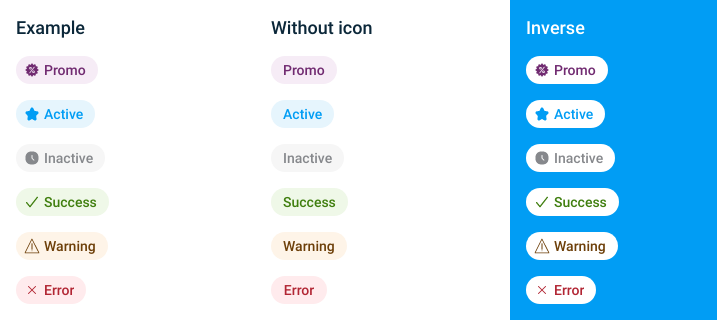 Example
Promo
Active
Inactive
Success
Warning
Error
Without icon
Promo
Active
Inactive
Success
Warning
Error
Inverse
Promo
Active
Inactive
Success
Warning
Error